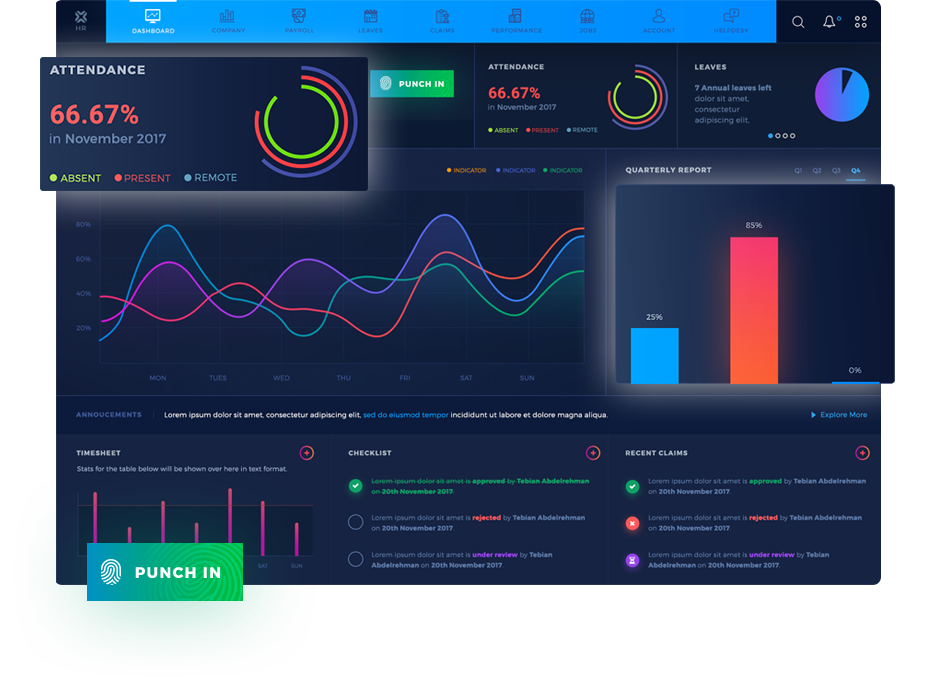 HR
DASHBOARD
COMPANY
PAYROLL
LEAVES
CLAIMS
PERFORMANCE
JOBS
ACCOUNT
HELPDESK
ATTENDANCE
66.67%
in November 2017
ABSENT
PRESENT
REMOTE
PUNCH IN
ATTENDANCE
66.67%
in November 2017
ABSENT
PRESENT
REMOTE
LEAVES
7 Annual leaves left
dolor sit amet,
consectetur
adipiscing elit,
INDICATOR
INDICATOR
INDICATOR
80%
60%
40%
20%
MON
TUES
WED
THU
FRI
SAT
SUN
QUARTERLY REPORT
Q1
Q2
Q3
Q4
85%
25%
0%
ANNOUCEMENTS
Lorem ipsum dolor sit amet, consectetur adipiscing elit, sed do eiusmod tempor incididunt ut labore et dolore magna aliqua.
Explore More
TIMESHEET
Stats for the table below will be shown over here in text format.
SAT
SUN
PUNCH IN
CHECKLIST
Lorem ipsum dolor sit amet is approved by Tebian Abdelrehman
on 20th November 2017.
Lorem ipsum dolor sit amet is rejected by Tebian Abdelrehman
on 20th November 2017.
Lorem ipsum dolor sit amet is under review by Tebian
Abdelrehman on 20th November 2017.
RECENT CLAIMS
Lorem ipsum dolor sit amet is approved by Tebian Abdelrehman
on 20th November 2017.
Lorem ipsum dolor sit amet is rejected by Tebian Abdelrehman
on 20th November 2017.
Lorem ipsum dolor sit amet is under review by Tebian
Abdelrehman on 20th November 2017.